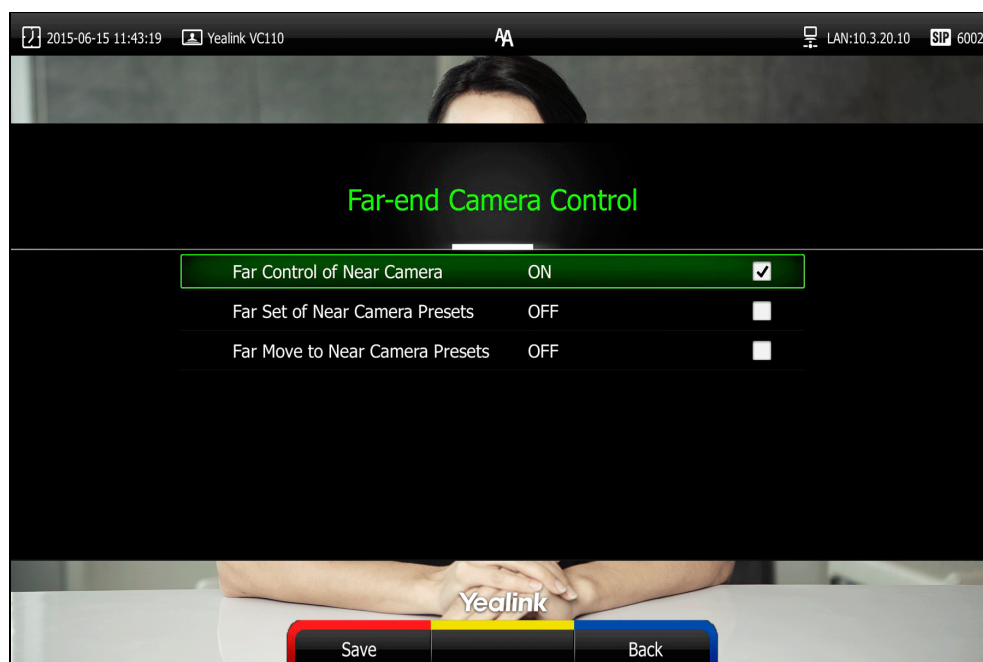 2015-06-15 11:43:19 Yealink VC110 AA LAN:10.3.20.10 SIP 6002
Far-end Camera Control
Far Control of Near Camera ON
Far Set of Near Camera Presets OFF
Far Move to Near Camera Presets OFF
Yealink
Save Back